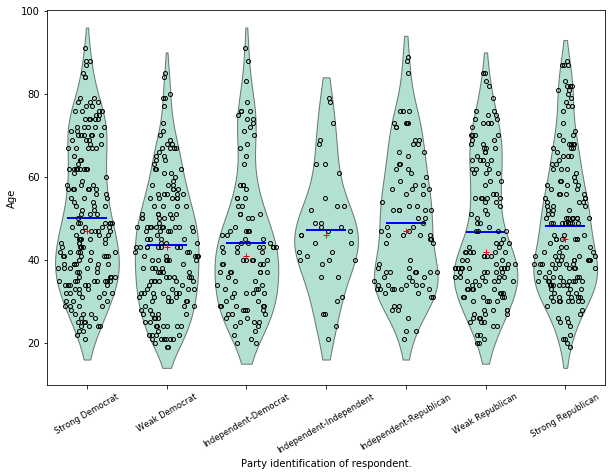 100
80
60
40
20
Age
Strong Democrat
Weak Democrat
Independent-Democrat
Independent-Independent
Independent-Republican
Weak Republican
Strong Republican
Party identification of respondent.